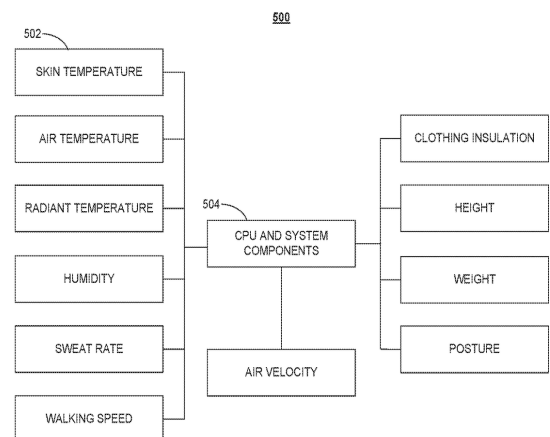 500
502
SKIN TEMPERATURE
AIR TEMPERATURE
RADIANT TEMPERATURE
HUMIDITY
SWEAT RATE
WALKING SPEED
504
CPU AND SYSTEM
COMPONENTS
AIR VELOCITY
CLOTHING INSULATION
HEIGHT
WEIGHT
POSTURE